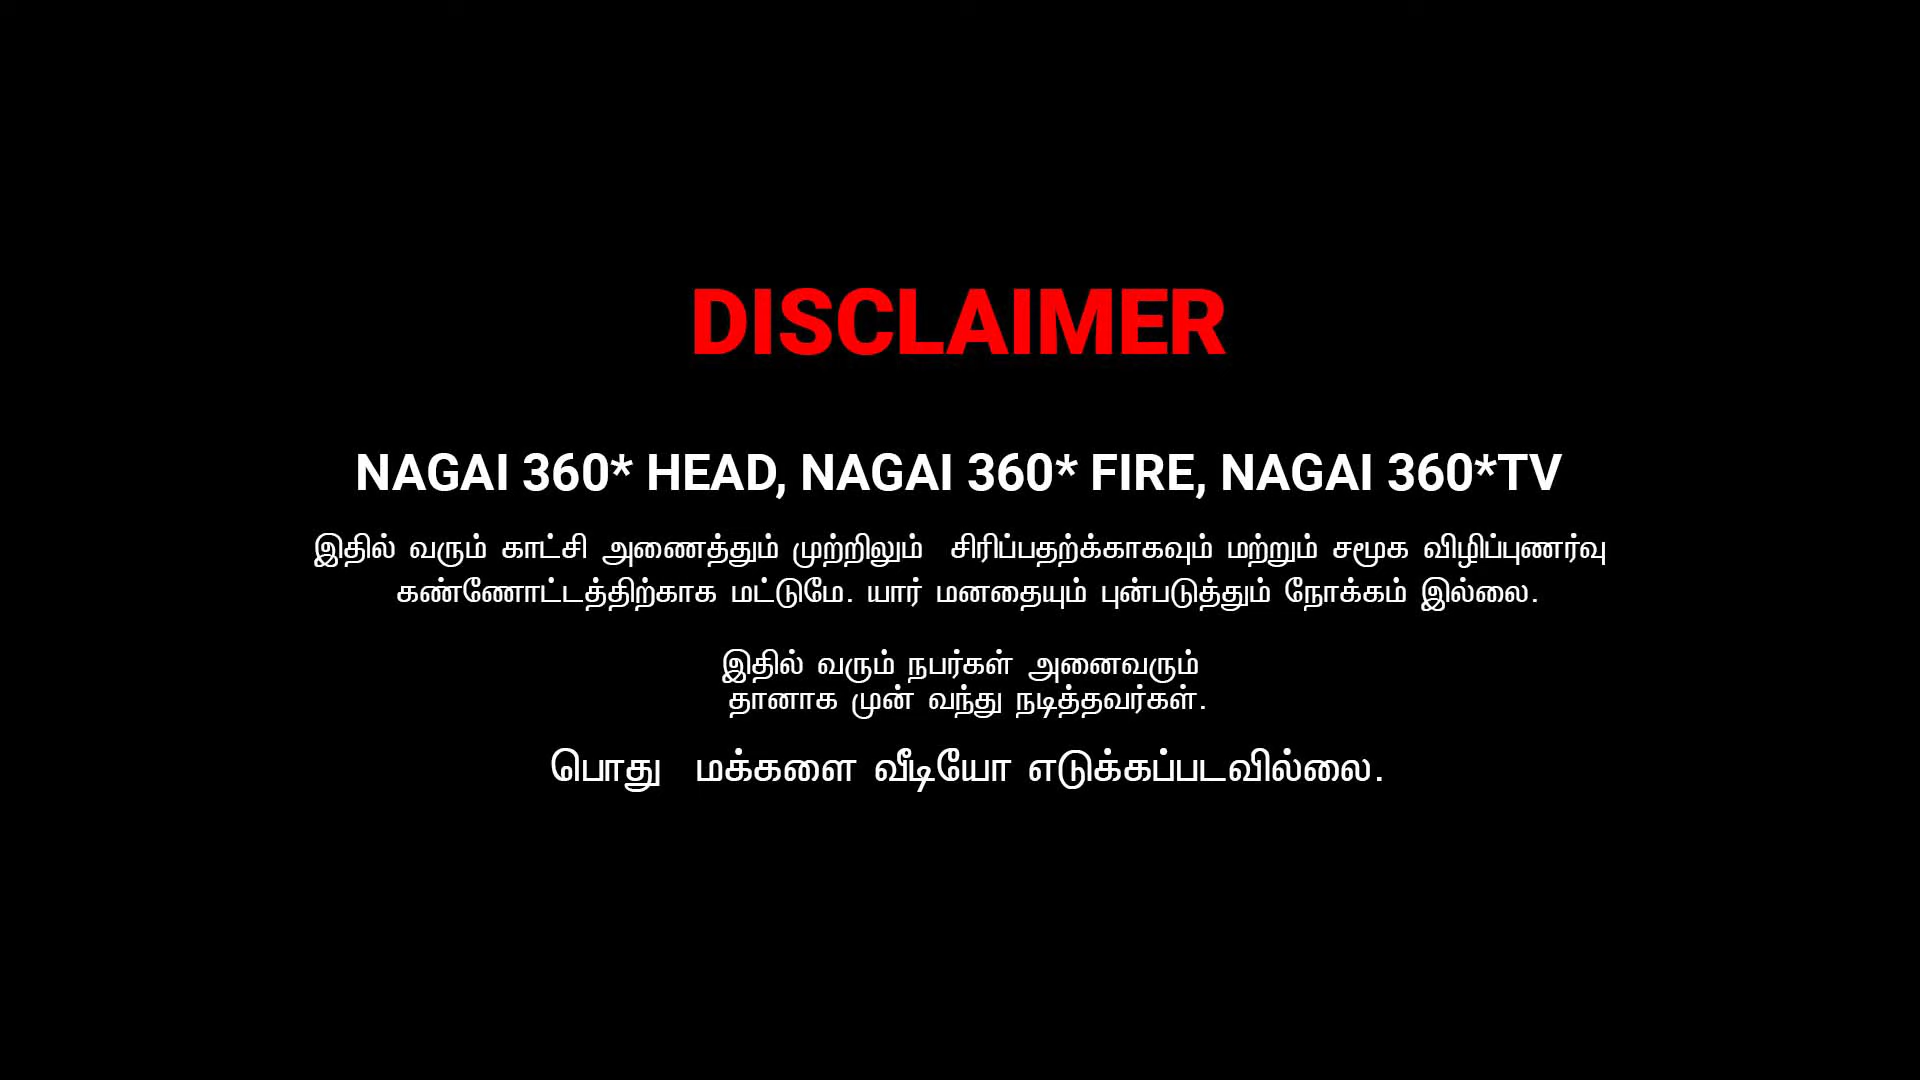 DISCLAIMER
NAGAI 360* HEAD, NAGAI 360* FIRE, NAGAI 360*TV
இதில் வரும் காட்சி அணைத்தும் முற்றிலும் சிரிப்பதற்க்காகவும் மற்றும் சமூக விழிப்புணர்வு
கண்ணோட்டத்திற்காக மட்டுமே. யார் மனதையும் புன்படுத்தும் நோக்கம் இல்லை.
இதில் வரும் நபர்கள் அனைவரும்
தானாக முன் வந்து நடித்தவர்கள்.
பொது மக்களை வீடியோ எடுக்கப்படவில்லை.